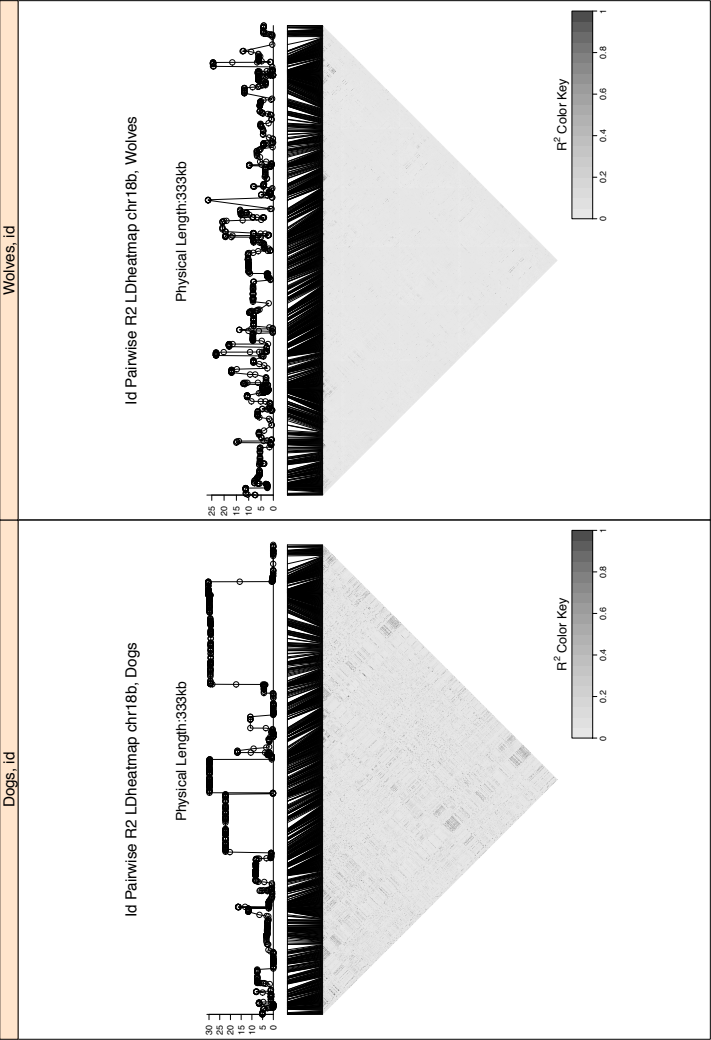 Dogs, id
Id Pairwise R2 LDheatmap chr18b, Dogs
Physical Length:333kb
30
25
20
15
10
5
0
R2 Color Key
0 0.2 0.4 0.6 0.8 1
Wolves, id
Id Pairwise R2 LDheatmap chr18b, Wolves
Physical Length:333kb
25
20
15
10
5
0
R2 Color Key
0 0.2 0.4 0.6 0.8 1